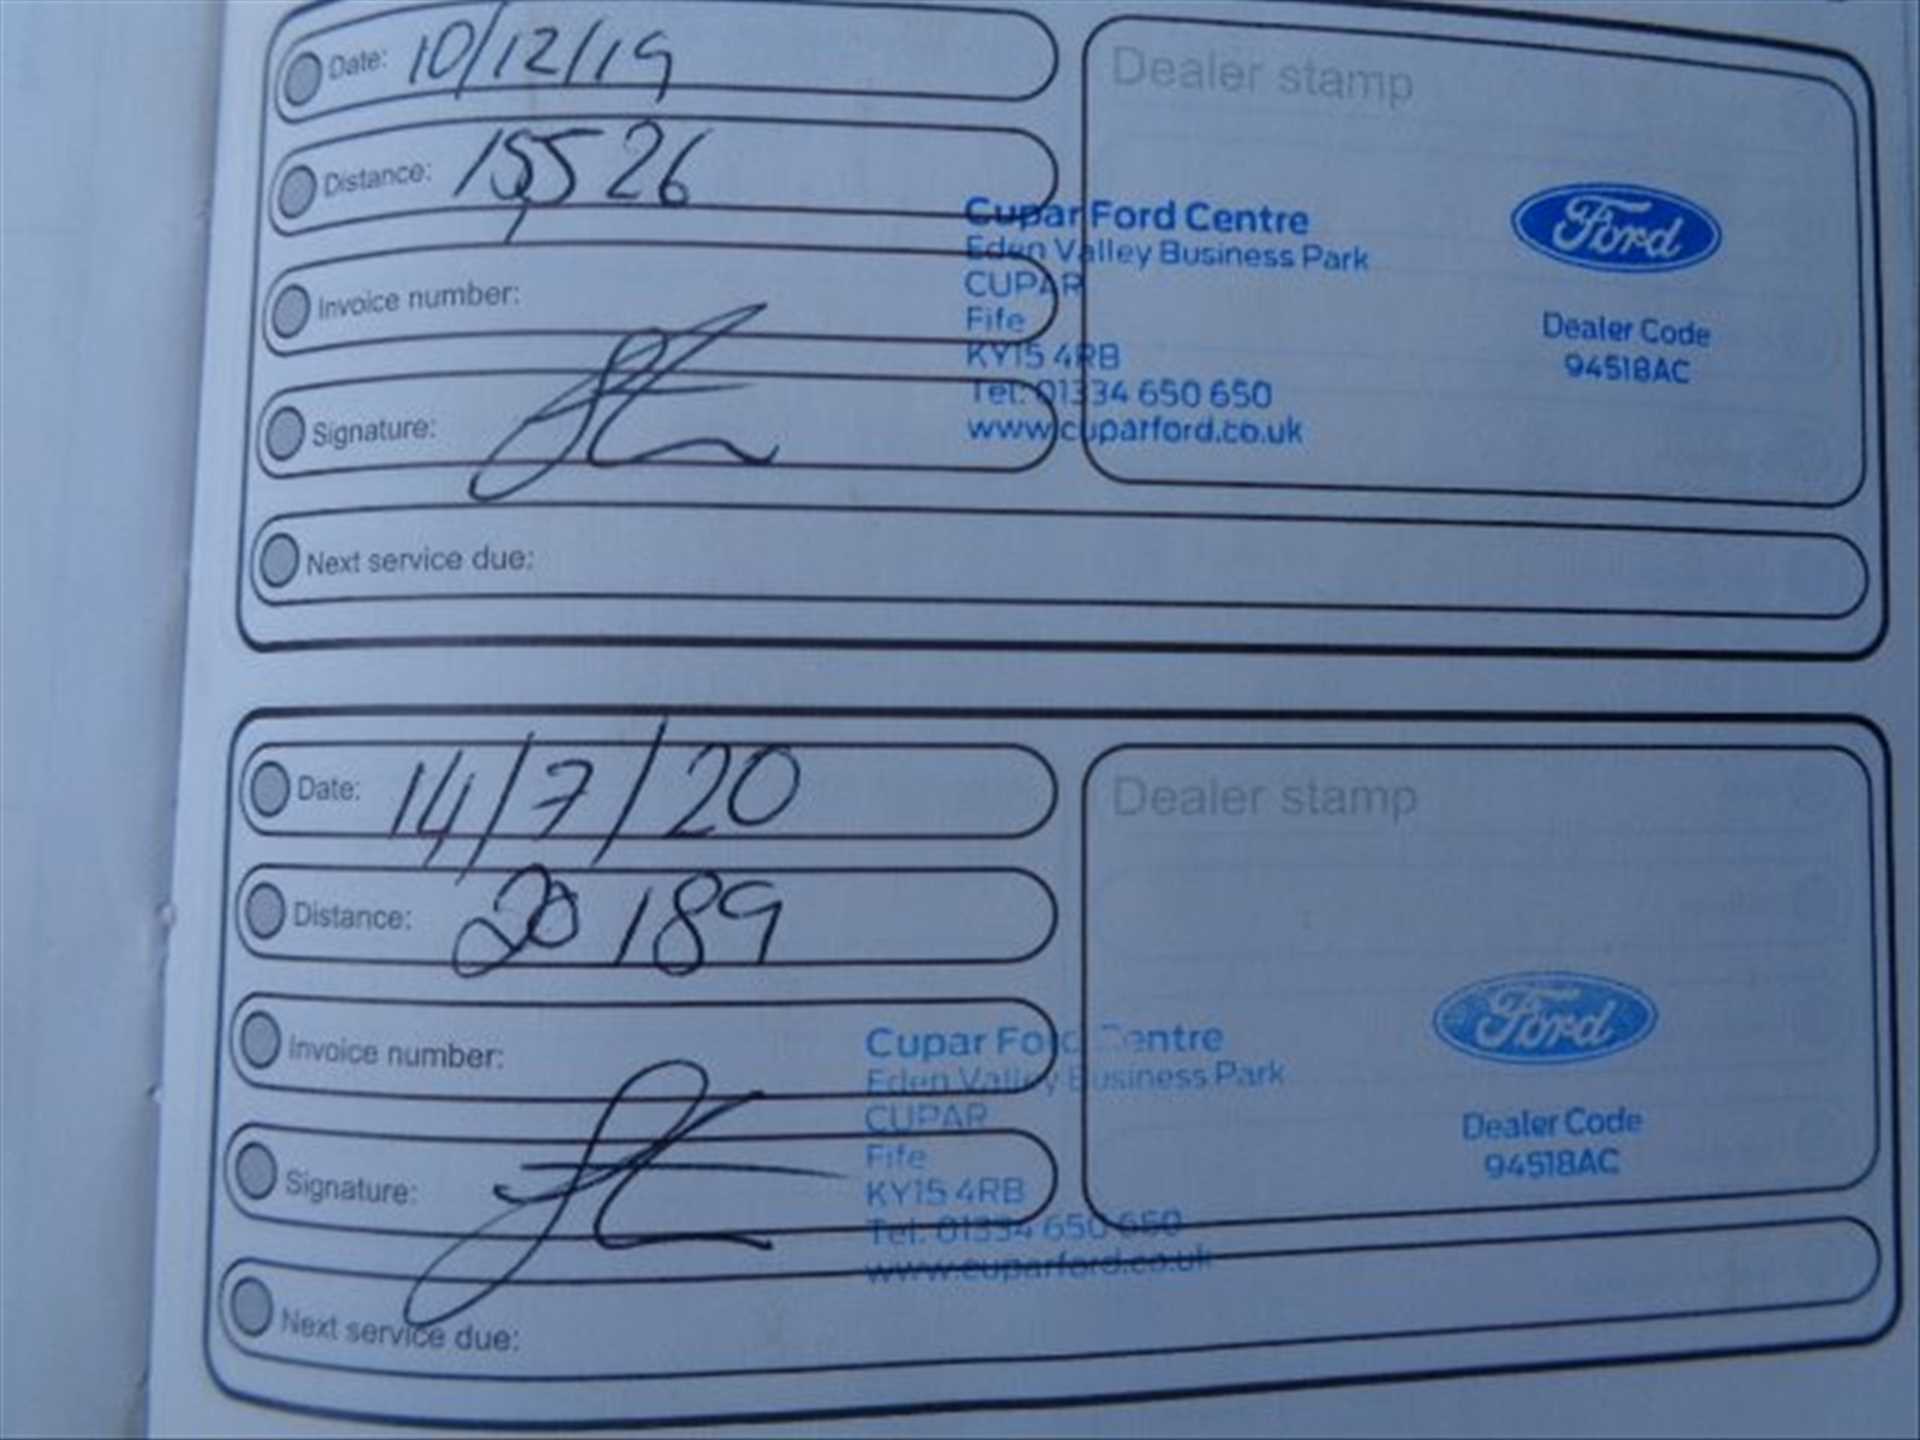 Date: 10/12/19
Dealer stamp
Distance: 15,526
Cupar Ford Centre
Ford
Eden Valley Business Park
Invoice number:
CUPAR
Fife
Dealer Code
KY15 4RB
94518AC
Tel: 01334 650 650
Signature:
www.cuparford.co.uk
Next service due:
Date: 14/7/20
Dealer stamp
Distance: 20189
Ford
Cupar Ford Centre
Invoice number:
Eden Valley Business Park
CUPAR
Dealer Code
Fife
94518AC
Signature:
KY15 4RB
Tel: 01334 650 650
www.cuparford.co.uk
Next service due: